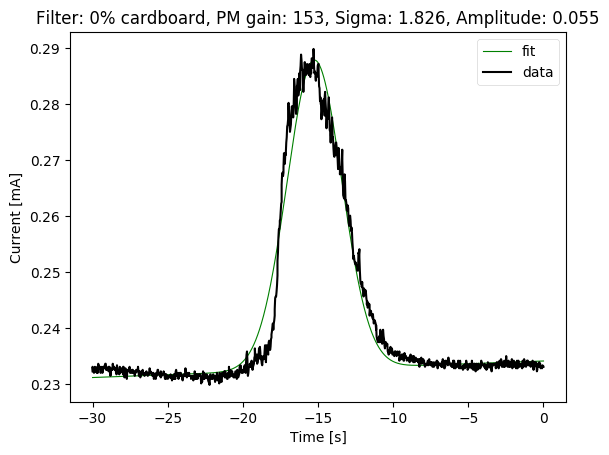 Filter: 0% cardboard, PM gain: 153, Sigma: 1.826, Amplitude: 0.055
fit
data
0.29
0.28
0.27
0.26
0.25
0.24
0.23
Current [mA]
−30 −25 −20 −15 −10 −5 0
Time [s]